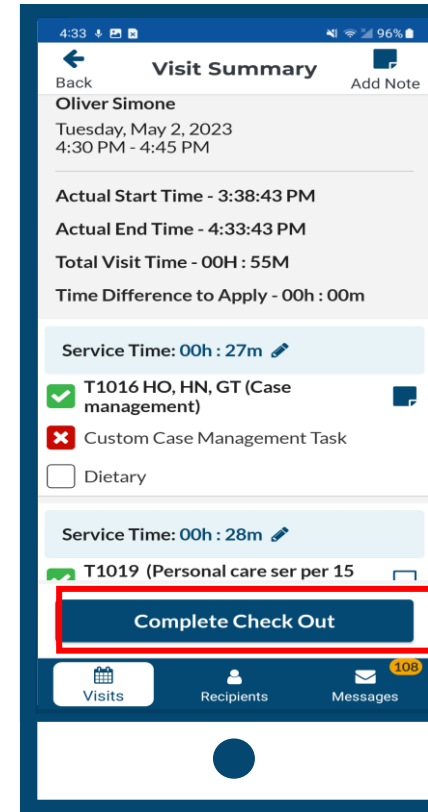 4:33 96%
Back Visit Summary Add Note
Oliver Simone
Tuesday, May 2, 2023
4:30 PM - 4:45 PM
Actual Start Time - 3:38:43 PM
Actual End Time - 4:33:43 PM
Total Visit Time - 00H : 55M
Time Difference to Apply - 00h : 00m
Service Time: 00h : 27m
T1016 HO, HN, GT (Case
management)
Custom Case Management Task
Dietary
Service Time: 00h : 28m
T1019 (Personal care ser per 15
Complete Check Out
108
Visits Recipients Messages